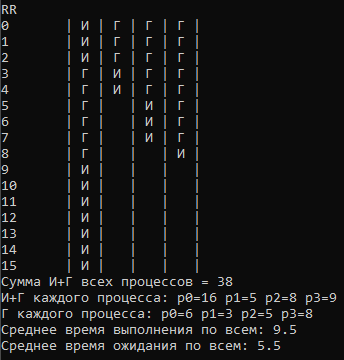 RR
0 | И | Г | Г | Г |
1 | И | Г | Г | Г |
2 | И | Г | Г | Г |
3 | Г | И | Г | Г |
4 | Г | И | Г | Г |
5 | Г | | И | Г |
6 | Г | | И | Г |
7 | Г | | И | Г |
8 | Г | | | И |
9 | И | | | |
10 | И | | | |
11 | И | | | |
12 | И | | | |
13 | И | | | |
14 | И | | | |
15 | И | | | |
Сумма И+Г всех процессов = 38
И+Г каждого процесса: p0=16 p1=5 p2=8 p3=9
Г каждого процесса: p0=6 p1=3 p2=5 p3=8
Среднее время выполнения по всем: 9.5
Среднее время ожидания по всем: 5.5